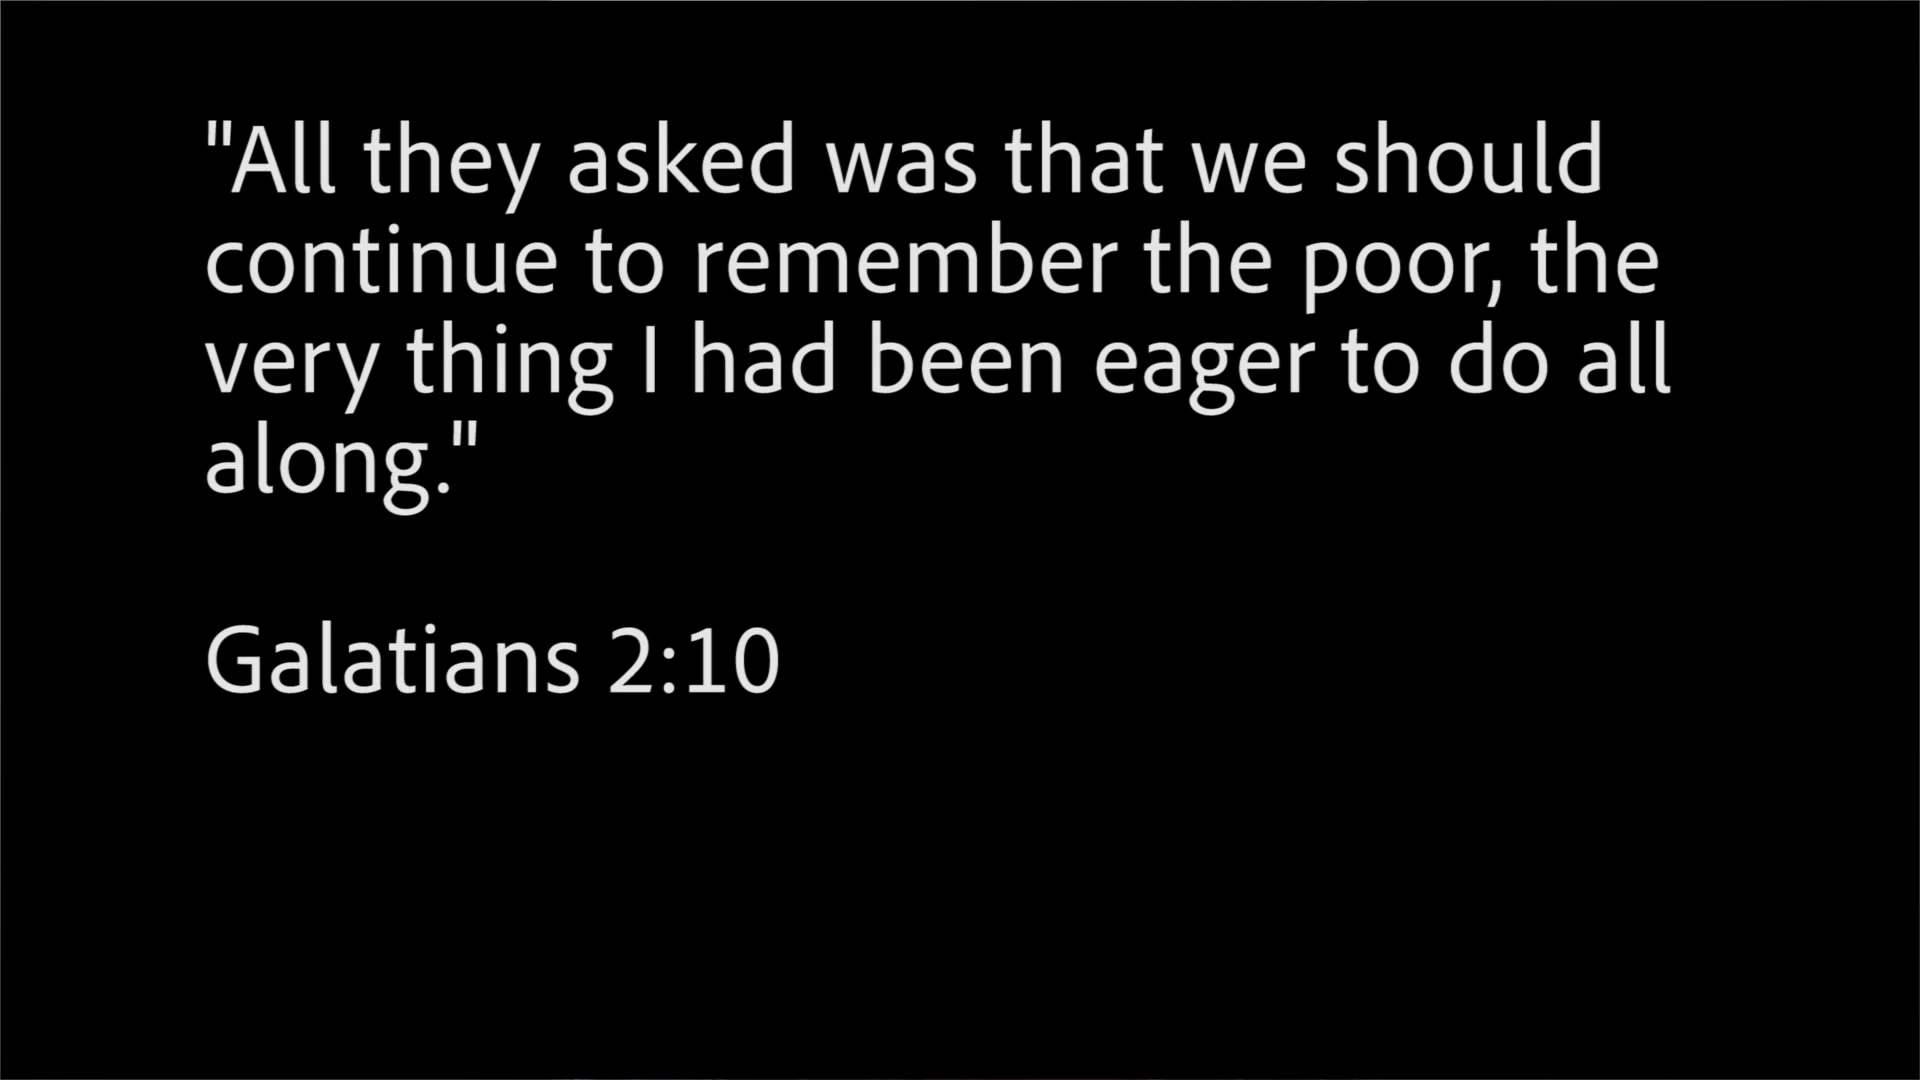 "All they asked was that we should
continue to remember the poor, the
very thing I had been eager to do all
along."
Galatians 2:10